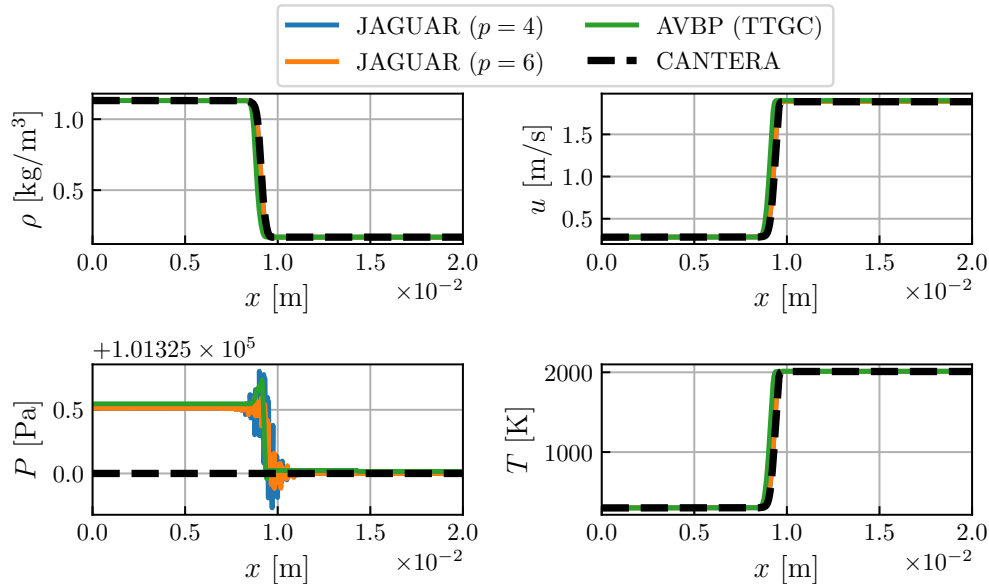 JAGUAR (p = 4)
JAGUAR (p = 6)
AVBP (TTGC)
CANTERA
ρ [kg/m³]
1.0
0.5
0.0 0.5 1.0 1.5 2.0
x [m]
×10⁻²
u [m/s]
1.5
1.0
0.5
0.0 0.5 1.0 1.5 2.0
x [m]
×10⁻²
+1.01325 × 10⁵
P [Pa]
0.5
0.0
0.0 0.5 1.0 1.5 2.0
x [m]
×10⁻²
T [K]
2000
1000
0.0 0.5 1.0 1.5 2.0
x [m]
×10⁻²